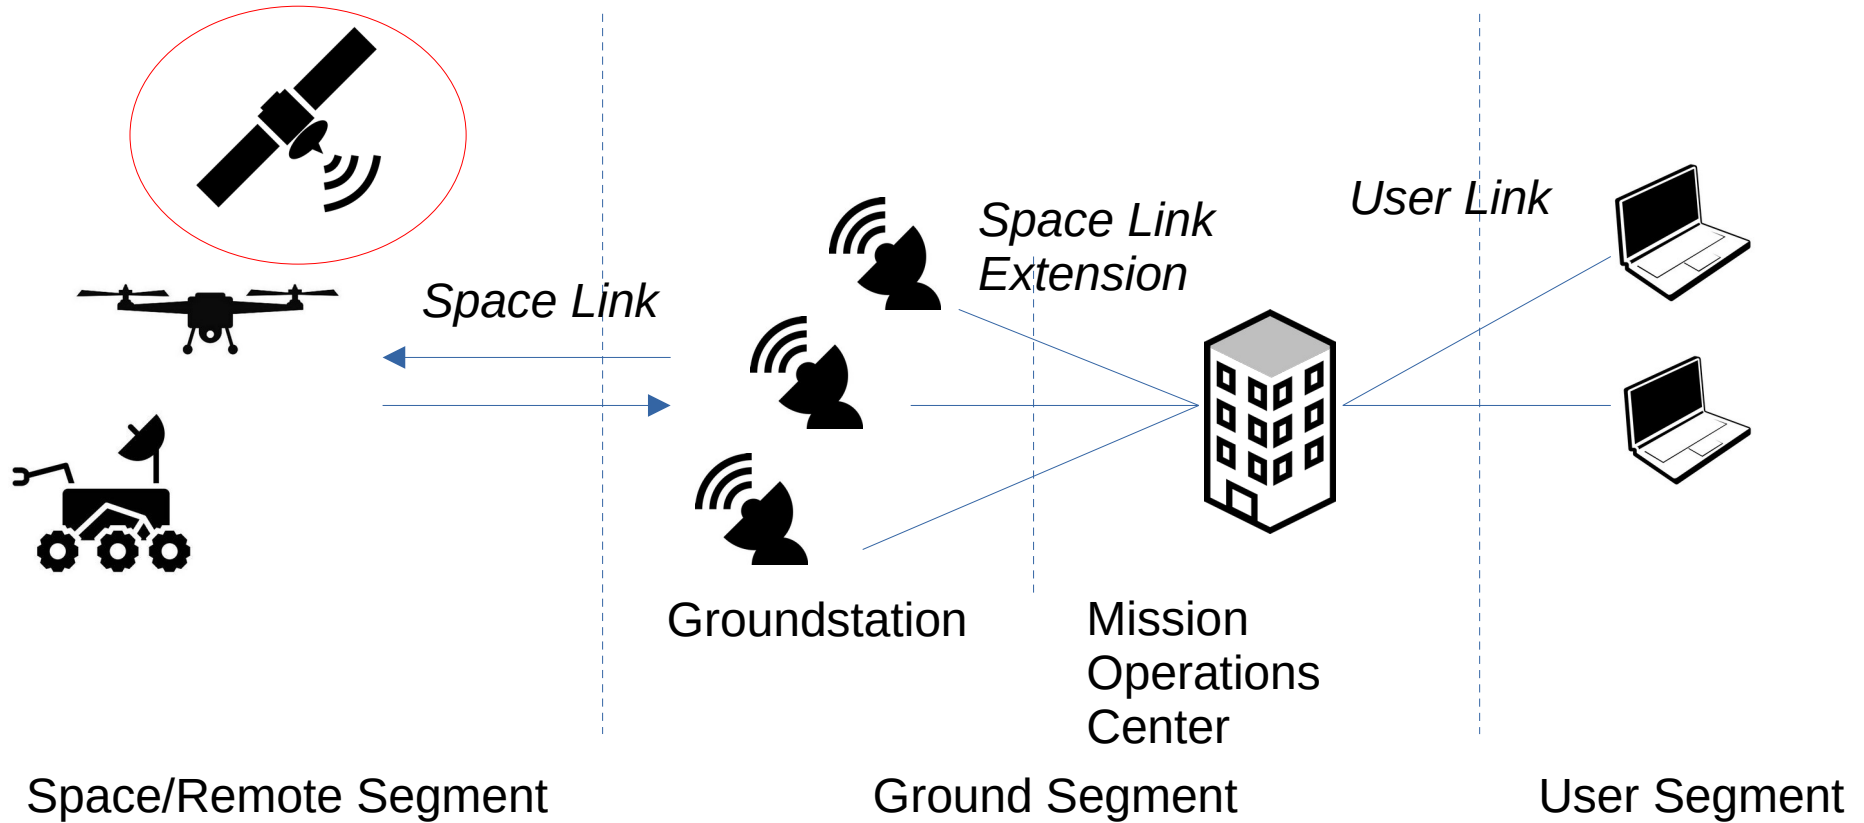 User Link
Space Link
Extension
Space Link
Groundstation
Mission
Operations
Center
Space/Remote Segment
Ground Segment
User Segment